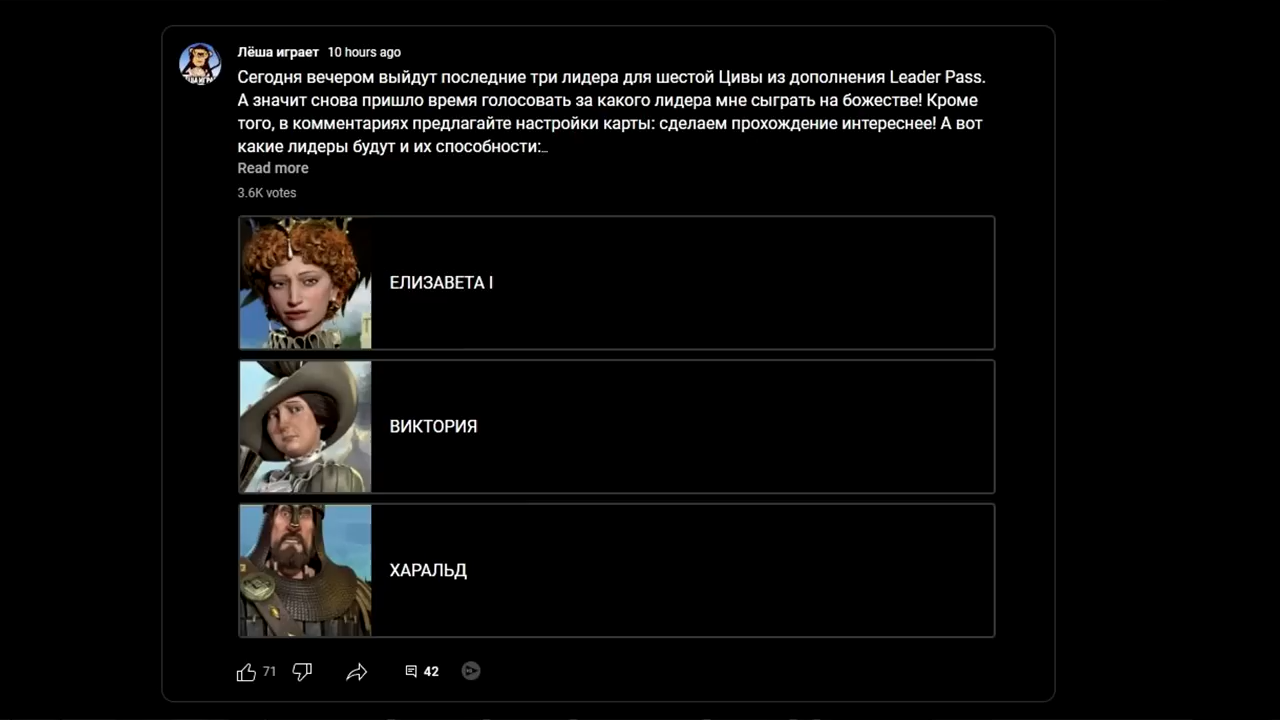 Лёша играет 10 hours ago
Сегодня вечером выйдут последние три лидера для шестой Цивы из дополнения Leader Pass.
А значит снова пришло время голосовать за какого лидера мне сыграть на божестве! Кроме
того, в комментариях предлагайте настройки карты: сделаем прохождение интереснее! А вот
какие лидеры будут и их способности:…
Read more
3.6K votes
ЕЛИЗАВЕТА I
ВИКТОРИЯ
ХАРАЛЬД
71 42